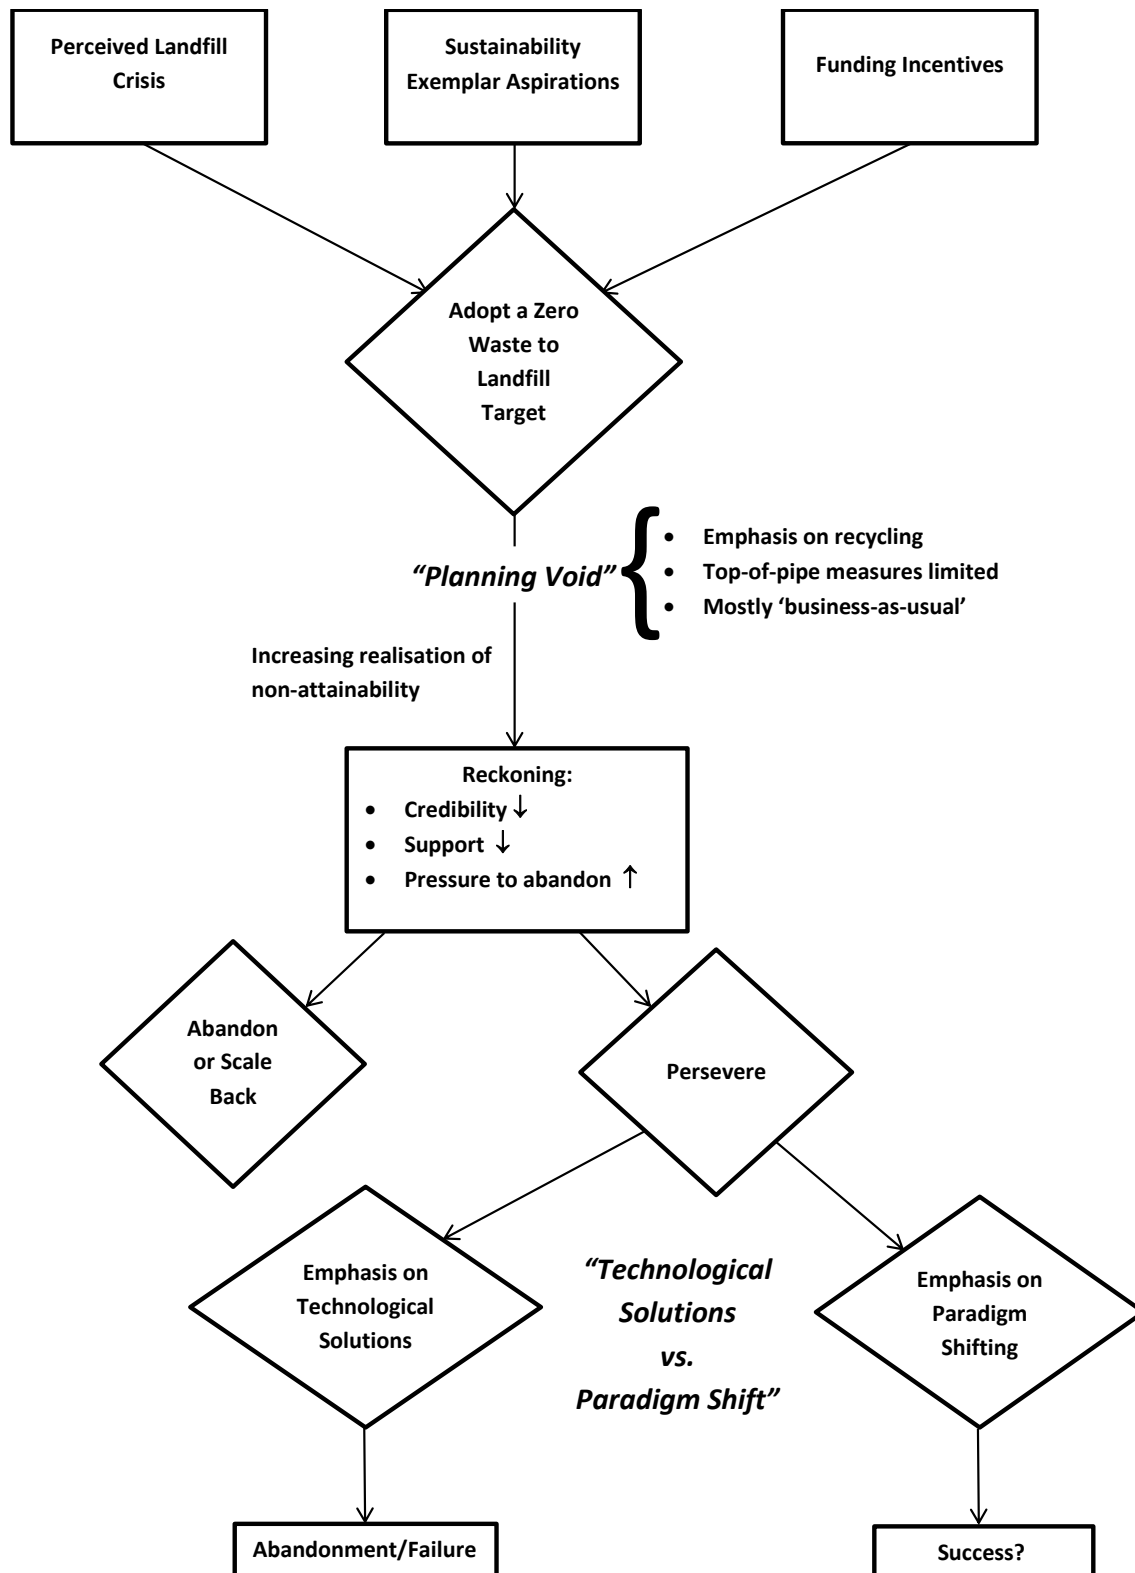 Perceived Landfill
Crisis
Sustainability
Exemplar Aspirations
Funding Incentives
Adopt a Zero
Waste to
Landfill
Target
“Planning Void”
{
• Emphasis on recycling
• Top-of-pipe measures limited
• Mostly ‘business-as-usual’
Increasing realisation of
non-attainability
Reckoning:
• Credibility ↓
• Support ↓
• Pressure to abandon ↑
Abandon
or Scale
Back
Persevere
Emphasis on
Technological
Solutions
“Technological
Solutions
vs.
Paradigm Shift”
Emphasis on
Paradigm
Shifting
Abandonment/Failure
Success?